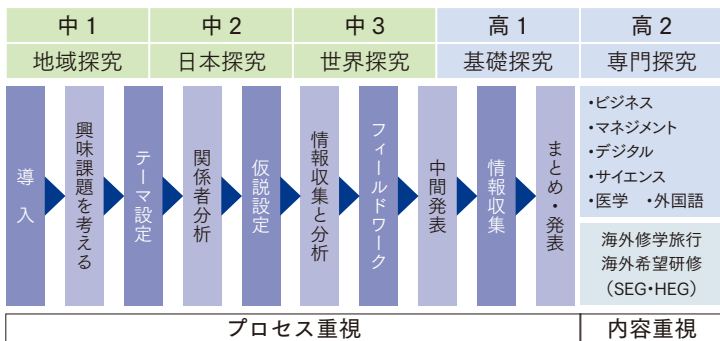 中1
中2
中3
高1
高2
地域探究
日本探究
世界探究
基礎探究
専門探究
導入
興味課題を考える
テーマ設定
関係者分析
仮説設定
情報収集と分析
フィールドワーク
中間発表
情報収集
まとめ・発表
・ビジネス
・マネジメント
・デジタル
・サイエンス
・医学 ・外国語
海外修学旅行
海外希望研修
（SEG・HEG）
プロセス重視
内容重視